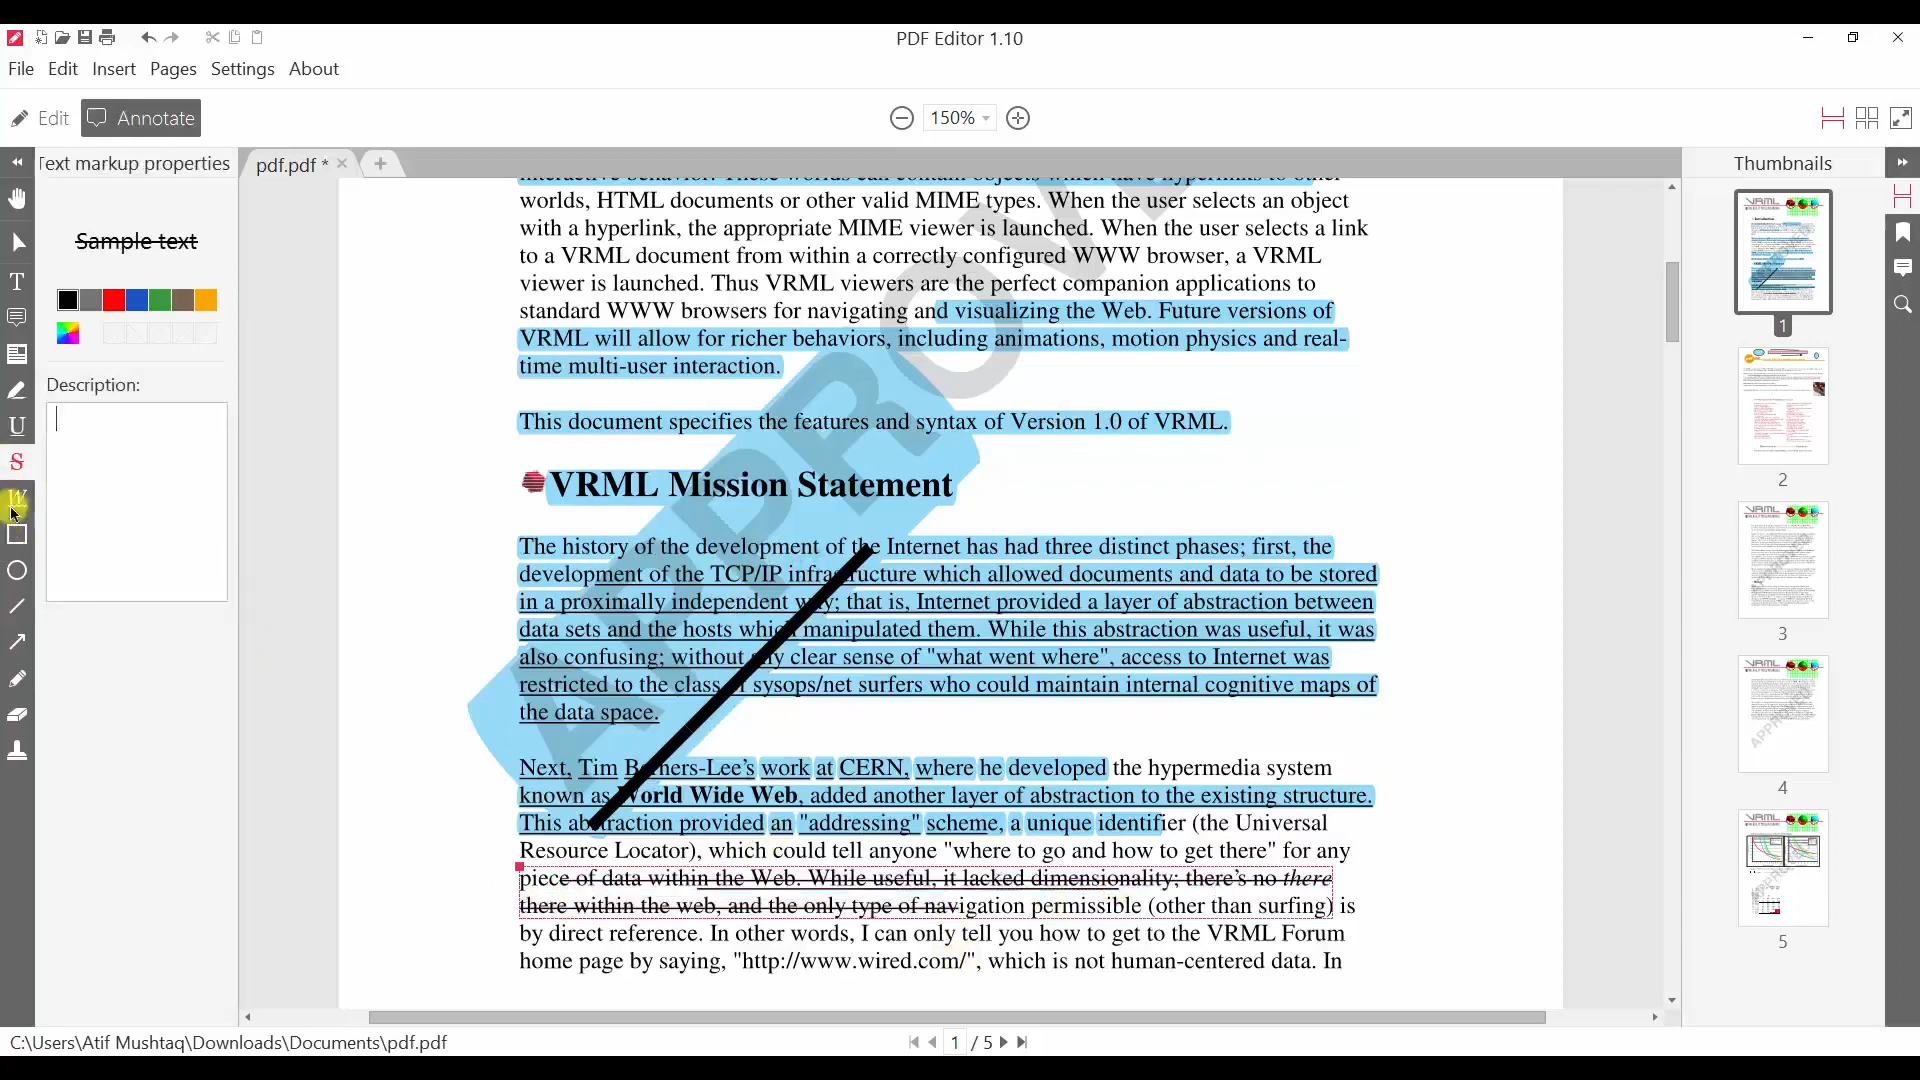 PDF Editor 1.10
File Edit Insert Pages Settings About
Edit Annotate 150%
Text markup properties pdf.pdf * Thumbnails
Sample text
Description:
interactive behavior. These worlds can contain objects which have hyperlinks to other
worlds, HTML documents or other valid MIME types. When the user selects an object
with a hyperlink, the appropriate MIME viewer is launched. When the user selects a link
to a VRML document from within a correctly configured WWW browser, a VRML
viewer is launched. Thus VRML viewers are the perfect companion applications to
standard WWW browsers for navigating and visualizing the Web. Future versions of
VRML will allow for richer behaviors, including animations, motion physics and real-
time multi-user interaction.
This document specifies the features and syntax of Version 1.0 of VRML.
VRML Mission Statement
The history of the development of the Internet has had three distinct phases; first, the
development of the TCP/IP infrastructure which allowed documents and data to be stored
in a proximally independent way; that is, Internet provided a layer of abstraction between
data sets and the hosts which manipulated them. While this abstraction was useful, it was
also confusing; without any clear sense of "what went where", access to Internet was
restricted to the class of sysops/net surfers who could maintain internal cognitive maps of
the data space.
Next, Tim Berners-Lee's work at CERN, where he developed the hypermedia system
known as World Wide Web, added another layer of abstraction to the existing structure.
This abstraction provided an "addressing" scheme, a unique identifier (the Universal
Resource Locator), which could tell anyone "where to go and how to get there" for any
piece of data within the Web. While useful, it lacked dimensionality; there's no there
there within the web, and the only type of navigation permissible (other than surfing) is
by direct reference. In other words, I can only tell you how to get to the VRML Forum
home page by saying, "http://www.wired.com/", which is not human-centered data. In
APPROV
VRML
1
2
VRML
3
VRML
4
VRML
5
C:\Users\Atif Mushtaq\Downloads\Documents\pdf.pdf
1 / 5